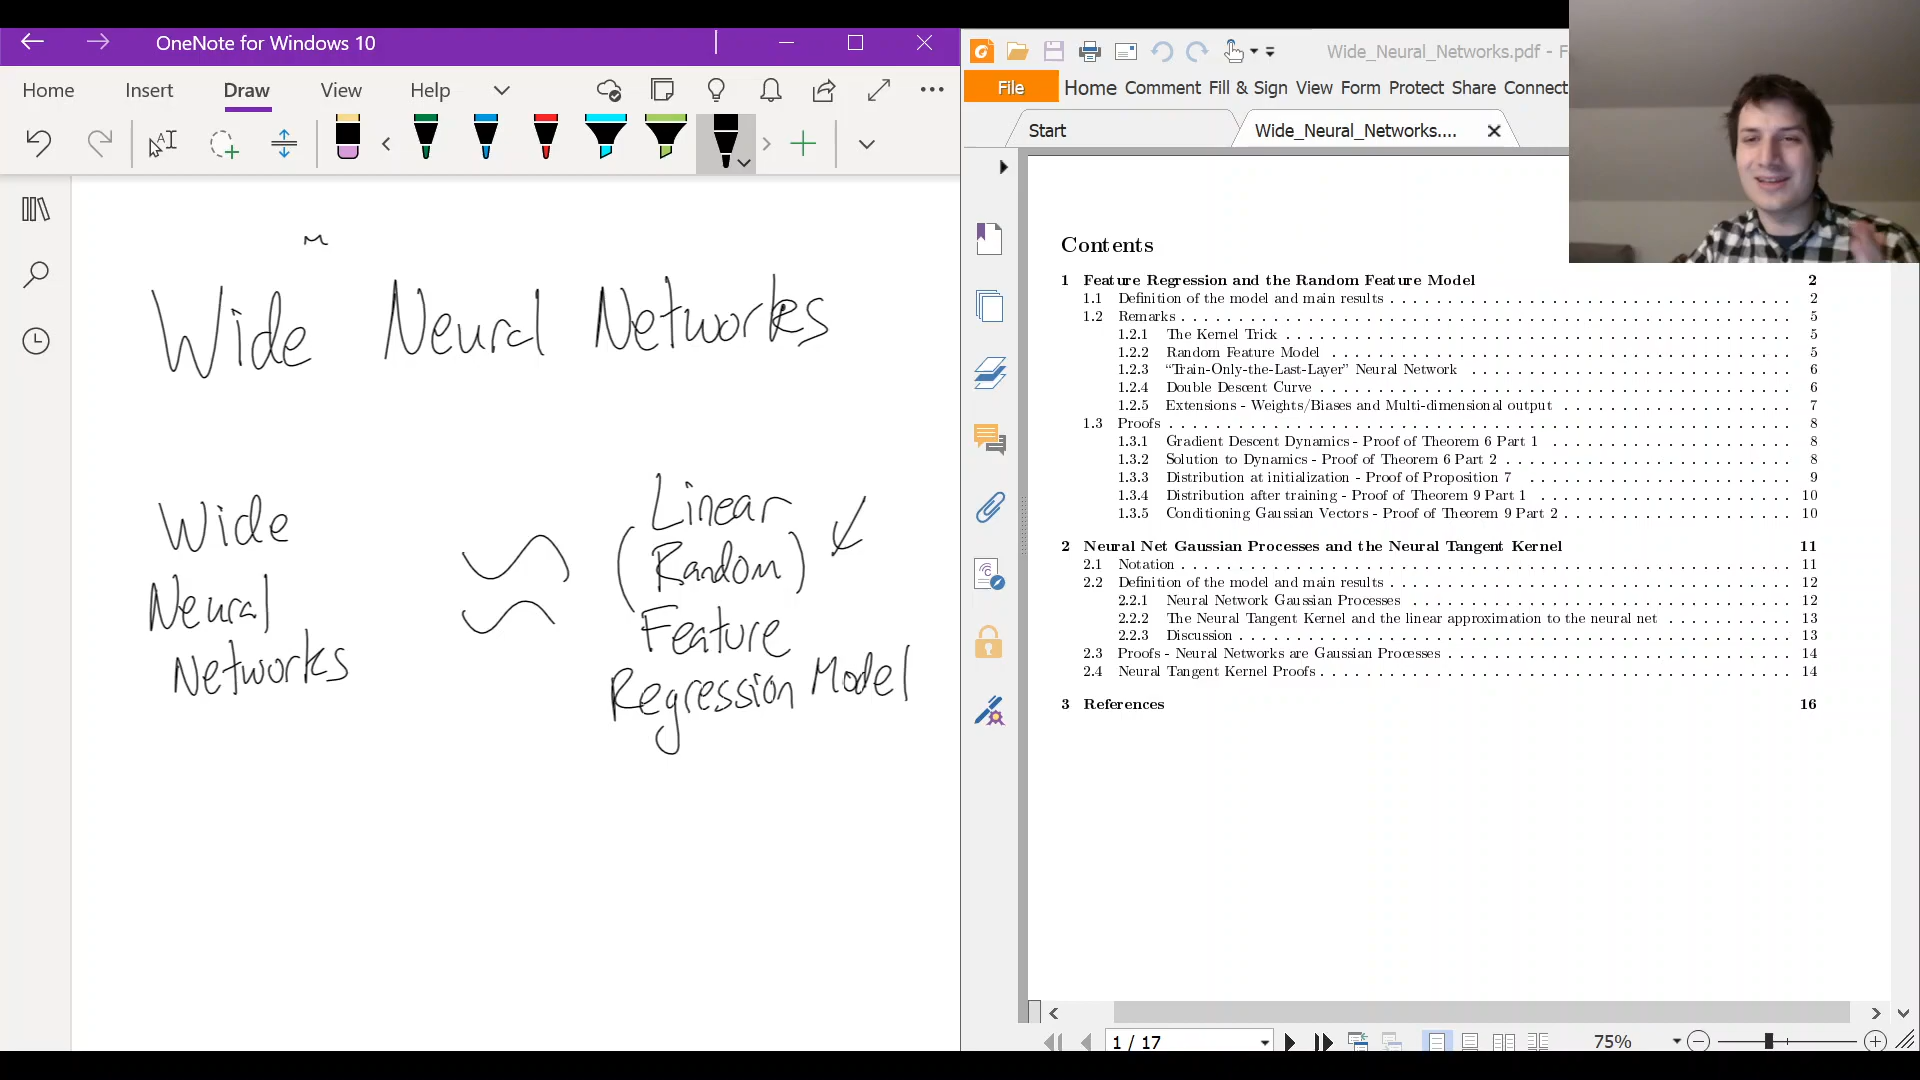 OneNote for Windows 10
Home Insert Draw View Help
Wide Neural Networks
Wide
Neural
Networks
Linear
(Random)
Feature
Regression Model
Wide_Neural_Networks.pdf - F
File Home Comment Fill & Sign View Form Protect Share Connect
Start Wide_Neural_Networks....
Contents
1 Feature Regression and the Random Feature Model 2
1.1 Definition of the model and main results 2
1.2 Remarks 5
1.2.1 The Kernel Trick 5
1.2.2 Random Feature Model 5
1.2.3 “Train-Only-the-Last-Layer” Neural Network 6
1.2.4 Double Descent Curve 6
1.2.5 Extensions - Weights/Biases and Multi-dimensional output 7
1.3 Proofs 8
1.3.1 Gradient Descent Dynamics - Proof of Theorem 6 Part 1 8
1.3.2 Solution to Dynamics - Proof of Theorem 6 Part 2 8
1.3.3 Distribution at initialization - Proof of Proposition 7 9
1.3.4 Distribution after training - Proof of Theorem 9 Part 1 10
1.3.5 Conditioning Gaussian Vectors - Proof of Theorem 9 Part 2 10
2 Neural Net Gaussian Processes and the Neural Tangent Kernel 11
2.1 Notation 11
2.2 Definition of the model and main results 12
2.2.1 Neural Network Gaussian Processes 12
2.2.2 The Neural Tangent Kernel and the linear approximation to the neural net 13
2.2.3 Discussion 13
2.3 Proofs - Neural Networks are Gaussian Processes 14
2.4 Neural Tangent Kernel Proofs 14
3 References 16
1 / 17
75%